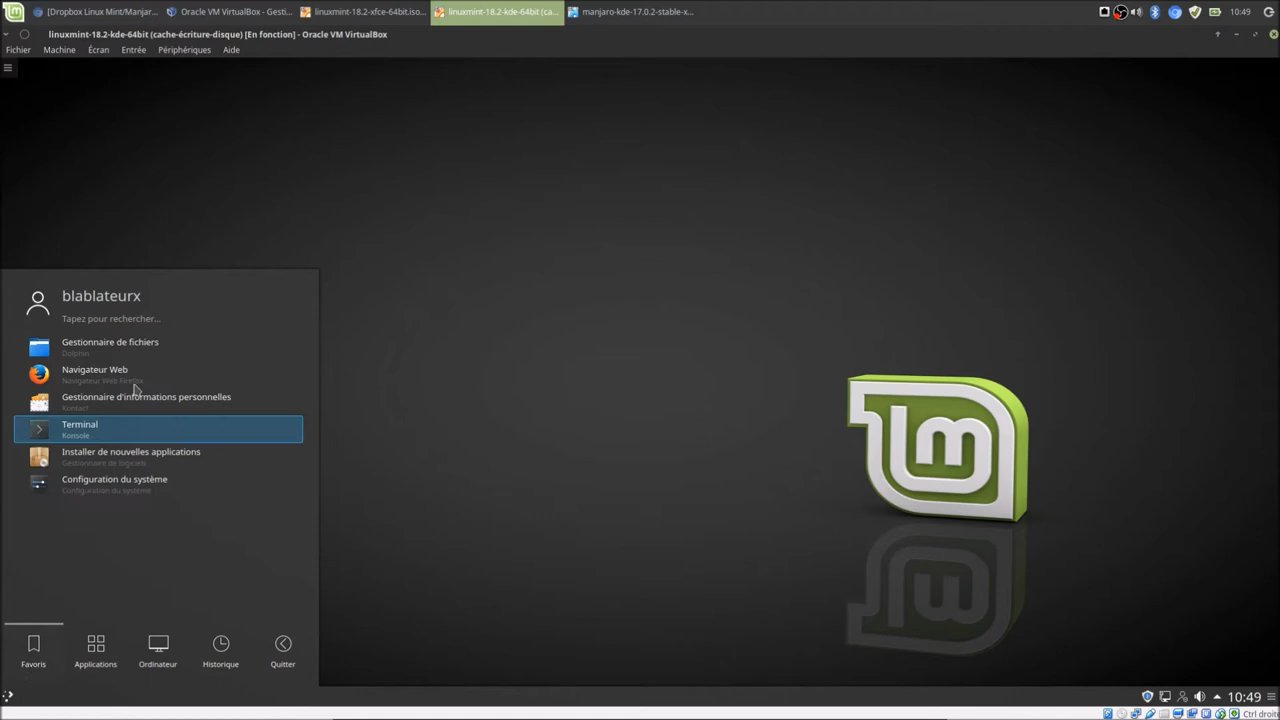 [Dropbox Linux Mint/Manjar... Oracle VM VirtualBox - Gesti... linuxmint-18.2-xfce-64bit.iso... linuxmint-18.2-kde-64bit (ca... manjaro-kde-17.0.2-stable-x... 10:49
linuxmint-18.2-kde-64bit (cache-écriture-disque) [En fonction] - Oracle VM VirtualBox
Fichier Machine Écran Entrée Périphériques Aide
blablateurx
Tapez pour rechercher...
Gestionnaire de fichiers
Dolphin
Navigateur Web
Navigateur Web Firefox
Gestionnaire d'informations personnelles
Kontact
Terminal
Konsole
Installer de nouvelles applications
Gestionnaire de logiciels
Configuration du système
Configuration du système
lm
Favoris Applications Ordinateur Historique Quitter
10:49
Ctrl droite